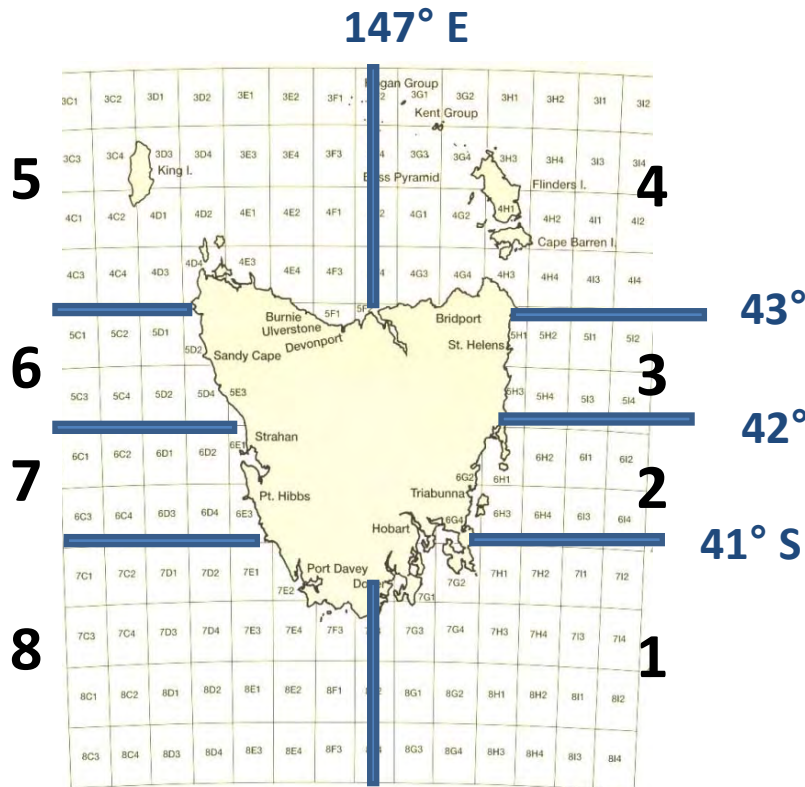 147° E
3C1 3C2 3D1 3D2 3E1 3E2 3F1 2 3G1 3G2 3H1 3H2 3I1 3I2
gan Group
Kent Group
5
3C3 3C4 3D3 3D4 3E3 3E4 3F3 4 3G3 3G4 3H3 3H4 3I3 3I4
King I.
ss Pyramid
Flinders I.
4
4C1 4C2 4D1 4D2 4E1 4E2 4F1 2 4G1 4G2 4H1 4H2 4I1 4I2
Cape Barren I.
4C3 4C4 4D3 4D4 4E3 4E4 4F3 4 4G3 4G4 4H3 4H4 4I3 4I4
43°
Burnie
5F1
Bridport
Ulverstone
Devonport
5C1 5C2 5D1 5H1 5H2 5I1 5I2
St. Helens
5D2
Sandy Cape
6
3
5C3 5C4 5D2 5D4 5E3 5H3 5H4 5I3 5I4
42°
Strahan
6C1 6C2 6D1 6D2 6E1 6H2 6I1 6I2
7
2
6G2 6H1
Pt. Hibbs
Triabunna
6C3 6C4 6D3 6D4 6E3 6G4 6H3 6H4 6I3 6I4
Hobart
41° S
Port Davey
7C1 7C2 7D1 7D2 7E1 7G2 7H1 7H2 7I1 7I2
7E2
7G1
8
1
7C3 7C4 7D3 7D4 7E3 7E4 7F3 7G3 7G4 7H3 7H4 7I3 7I4
8C1 8C2 8D1 8D2 8E1 8E2 8F1 8G1 8G2 8H1 8H2 8I1 8I2
8C3 8C4 8D3 8D4 8E3 8E4 8F3 8G3 8G4 8H3 8H4 8I3 8I4